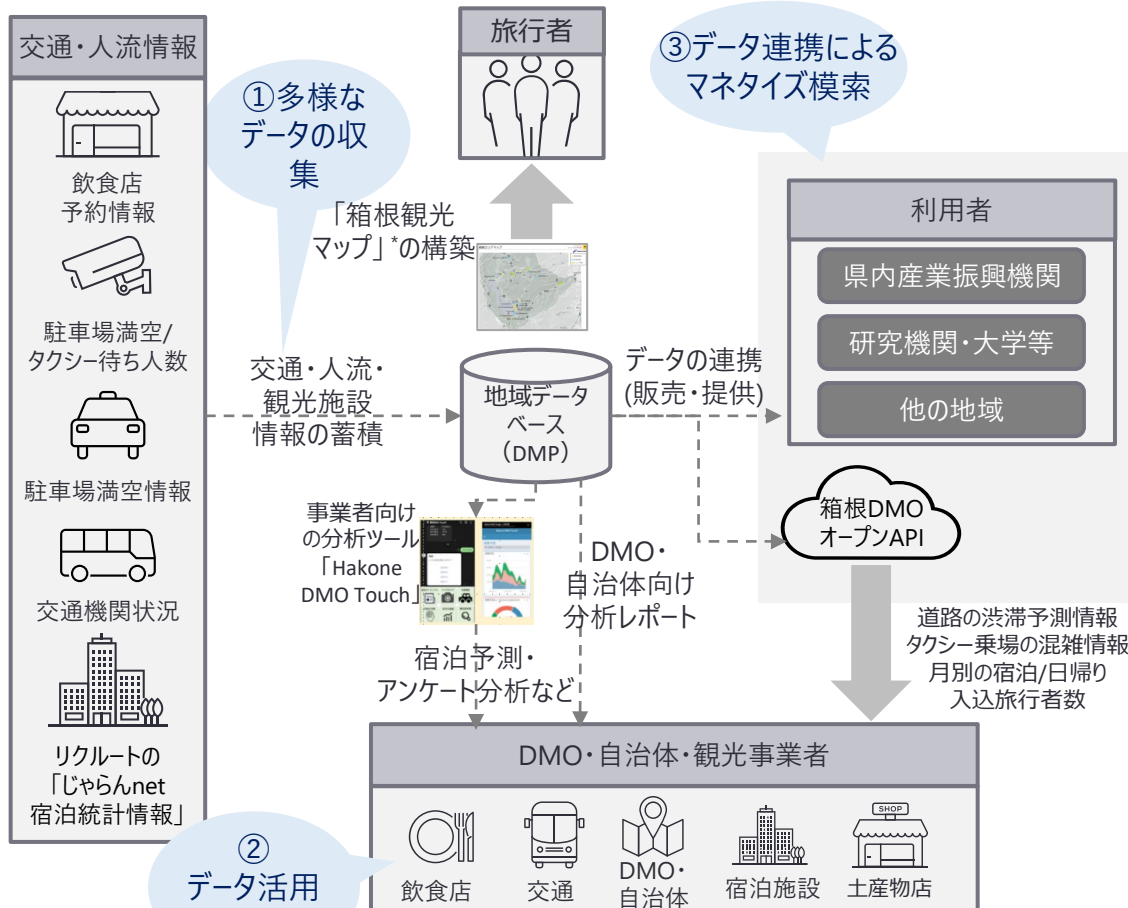 交通・人流情報
飲食店
予約情報
駐車場満空/
タクシー待ち人数
駐車場満空情報
交通機関状況
リクルートの
「じゃらんnet
宿泊統計情報」
①多様な
データの収
集
旅行者
「箱根観光
マップ」*の構築
③データ連携による
マネタイズ模索
利用者
県内産業振興機関
研究機関・大学等
他の地域
交通・人流・
観光施設
情報の蓄積
地域データ
ベース
（DMP）
データの連携
(販売・提供)
箱根DMO
オープンAPI
事業者向け
の分析ツール
「Hakone
DMO Touch」
DMO・
自治体向け
分析レポート
宿泊予測・
アンケート分析など
道路の渋滞予測情報
タクシー乗場の混雑情報
月別の宿泊/日帰り
入込旅行者数
DMO・自治体・観光事業者
②
データ活用
飲食店
交通
DMO・
自治体
宿泊施設
SHOP
土産物店